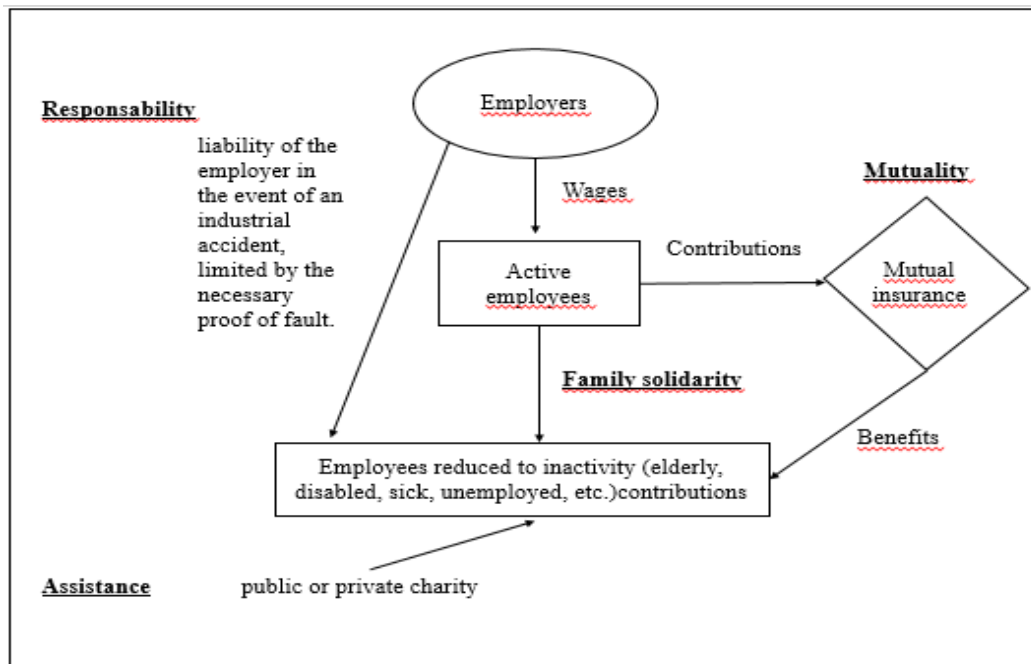 Employers
Responsability
liability of the
employer in
the event of an
industrial
accident,
limited by the
necessary
proof of fault.
Wages
Mutuality
Active
employees
Contributions
Mutual
insurance
Family solidarity
Benefits
Employees reduced to inactivity (elderly,
disabled, sick, unemployed, etc.)contributions
Assistance
public or private charity